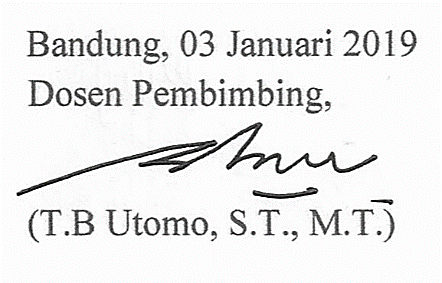 Bandung, 03 Januari 2019
Dosen Pembimbing,
(T.B Utomo, S.T., M.T.)